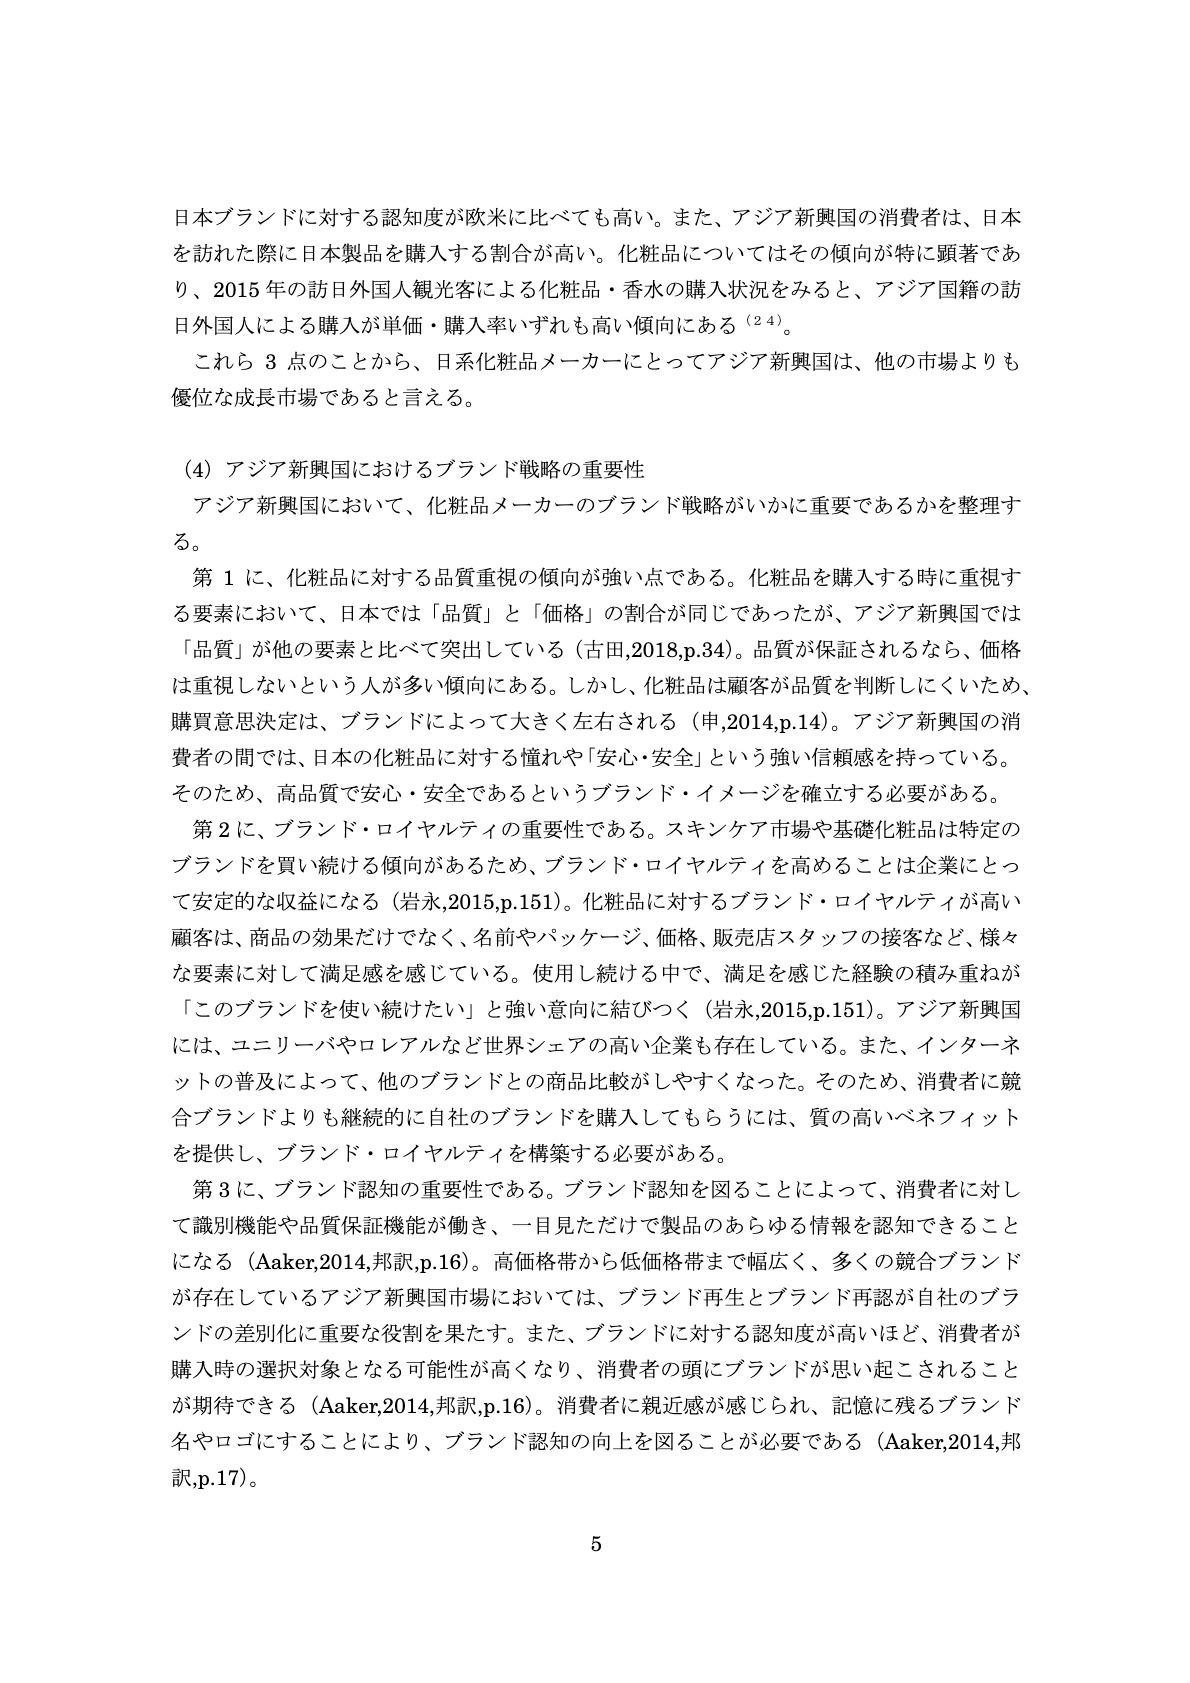 日本ブランドに対する認知度が欧米に比べても高い。また、アジア新興国の消費者は、日本
を訪れた際に日本製品を購入する割合が高い。化粧品についてはその傾向が特に顕著であ
り、2015 年の訪日外国人観光客による化粧品・香水の購入状況をみると、アジア国籍の訪
日外国人による購入が単価・購入率いずれも高い傾向にある（24）。
これら 3 点のことから、日系化粧品メーカーにとってアジア新興国は、他の市場よりも
優位な成長市場であると言える。
（4）アジア新興国におけるブランド戦略の重要性
アジア新興国において、化粧品メーカーのブランド戦略がいかに重要であるかを整理す
る。
第 1 に、化粧品に対する品質重視の傾向が強い点である。化粧品を購入する時に重視す
る要素において、日本では「品質」と「価格」の割合が同じであったが、アジア新興国では
「品質」が他の要素と比べて突出している（古田,2018,p.34）。品質が保証されるなら、価格
は重視しないという人が多い傾向にある。しかし、化粧品は顧客が品質を判断しにくいため、
購買意思決定は、ブランドによって大きく左右される（申,2014,p.14）。アジア新興国の消
費者の間では、日本の化粧品に対する憧れや「安心・安全」という強い信頼感を持っている。
そのため、高品質で安心・安全であるというブランド・イメージを確立する必要がある。
第 2 に、ブランド・ロイヤルティの重要性である。スキンケア市場や基礎化粧品は特定の
ブランドを買い続ける傾向があるため、ブランド・ロイヤルティを高めることは企業にとっ
て安定的な収益になる（岩永,2015,p.151）。化粧品に対するブランド・ロイヤルティが高い
顧客は、商品の効果だけでなく、名前やパッケージ、価格、販売店スタッフの接客など、様々
な要素に対して満足感を感じている。使用し続ける中で、満足を感じた経験の積み重ねが
「このブランドを使い続けたい」と強い意向に結びつく（岩永,2015,p.151）。アジア新興国
には、ユニリーバやロレアルなど世界シェアの高い企業も存在している。また、インターネ
ットの普及によって、他のブランドとの商品比較がしやすくなった。そのため、消費者に競
合ブランドよりも継続的に自社のブランドを購入してもらうには、質の高いベネフィット
を提供し、ブランド・ロイヤルティを構築する必要がある。
第 3 に、ブランド認知の重要性である。ブランド認知を図ることによって、消費者に対し
て識別機能や品質保証機能が働き、一目見ただけで製品のあらゆる情報を認知できること
になる（Aaker,2014,邦訳,p.16）。高価格帯から低価格帯まで幅広く、多くの競合ブランド
が存在しているアジア新興国市場においては、ブランド再生とブランド再認が自社のブラ
ンドの差別化に重要な役割を果たす。また、ブランドに対する認知度が高いほど、消費者が
購入時の選択対象となる可能性が高くなり、消費者の頭にブランドが思い起こされること
が期待できる（Aaker,2014,邦訳,p.16）。消費者に親近感が感じられ、記憶に残るブランド
名やロゴにすることにより、ブランド認知の向上を図ることが必要である（Aaker,2014,邦
訳,p.17）。
5